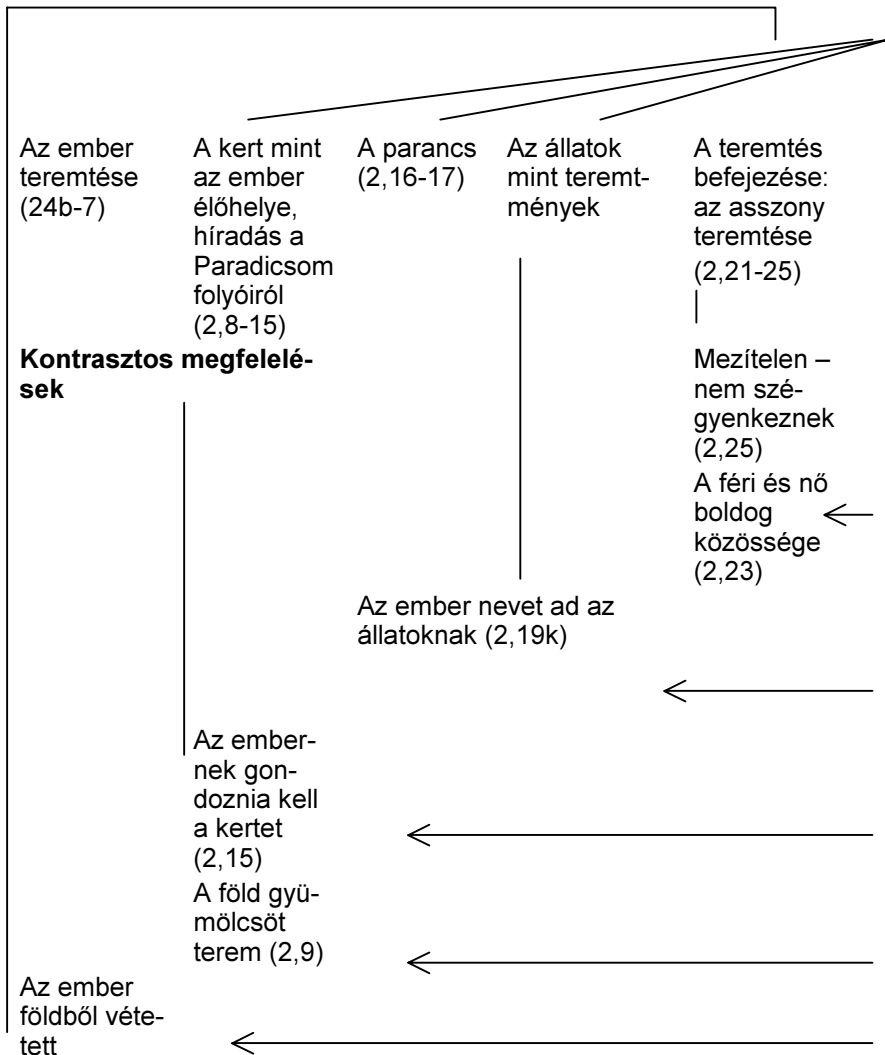 Az ember
teremtése
(24b-7)
A kert mint
az ember
élőhelye,
híradás a
Paradicsom
folyóiról
(2,8-15)
A parancs
(2,16-17)
Az állatok
mint teremt-
mények
A teremtés
befejezése:
az asszony
teremtése
(2,21-25)
Kontrasztos megfelelé-
sek
Mezítelen –
nem szé-
gyenkeznek
(2,25)
A féri és nő
boldog
közössége
(2,23)
Az ember nevet ad az
állatoknak (2,19k)
Az ember-
nek gon-
doznia kell
a kertet
(2,15)
A föld gyü-
mölcsöt
terem (2,9)
Az ember
földből véte-
tett